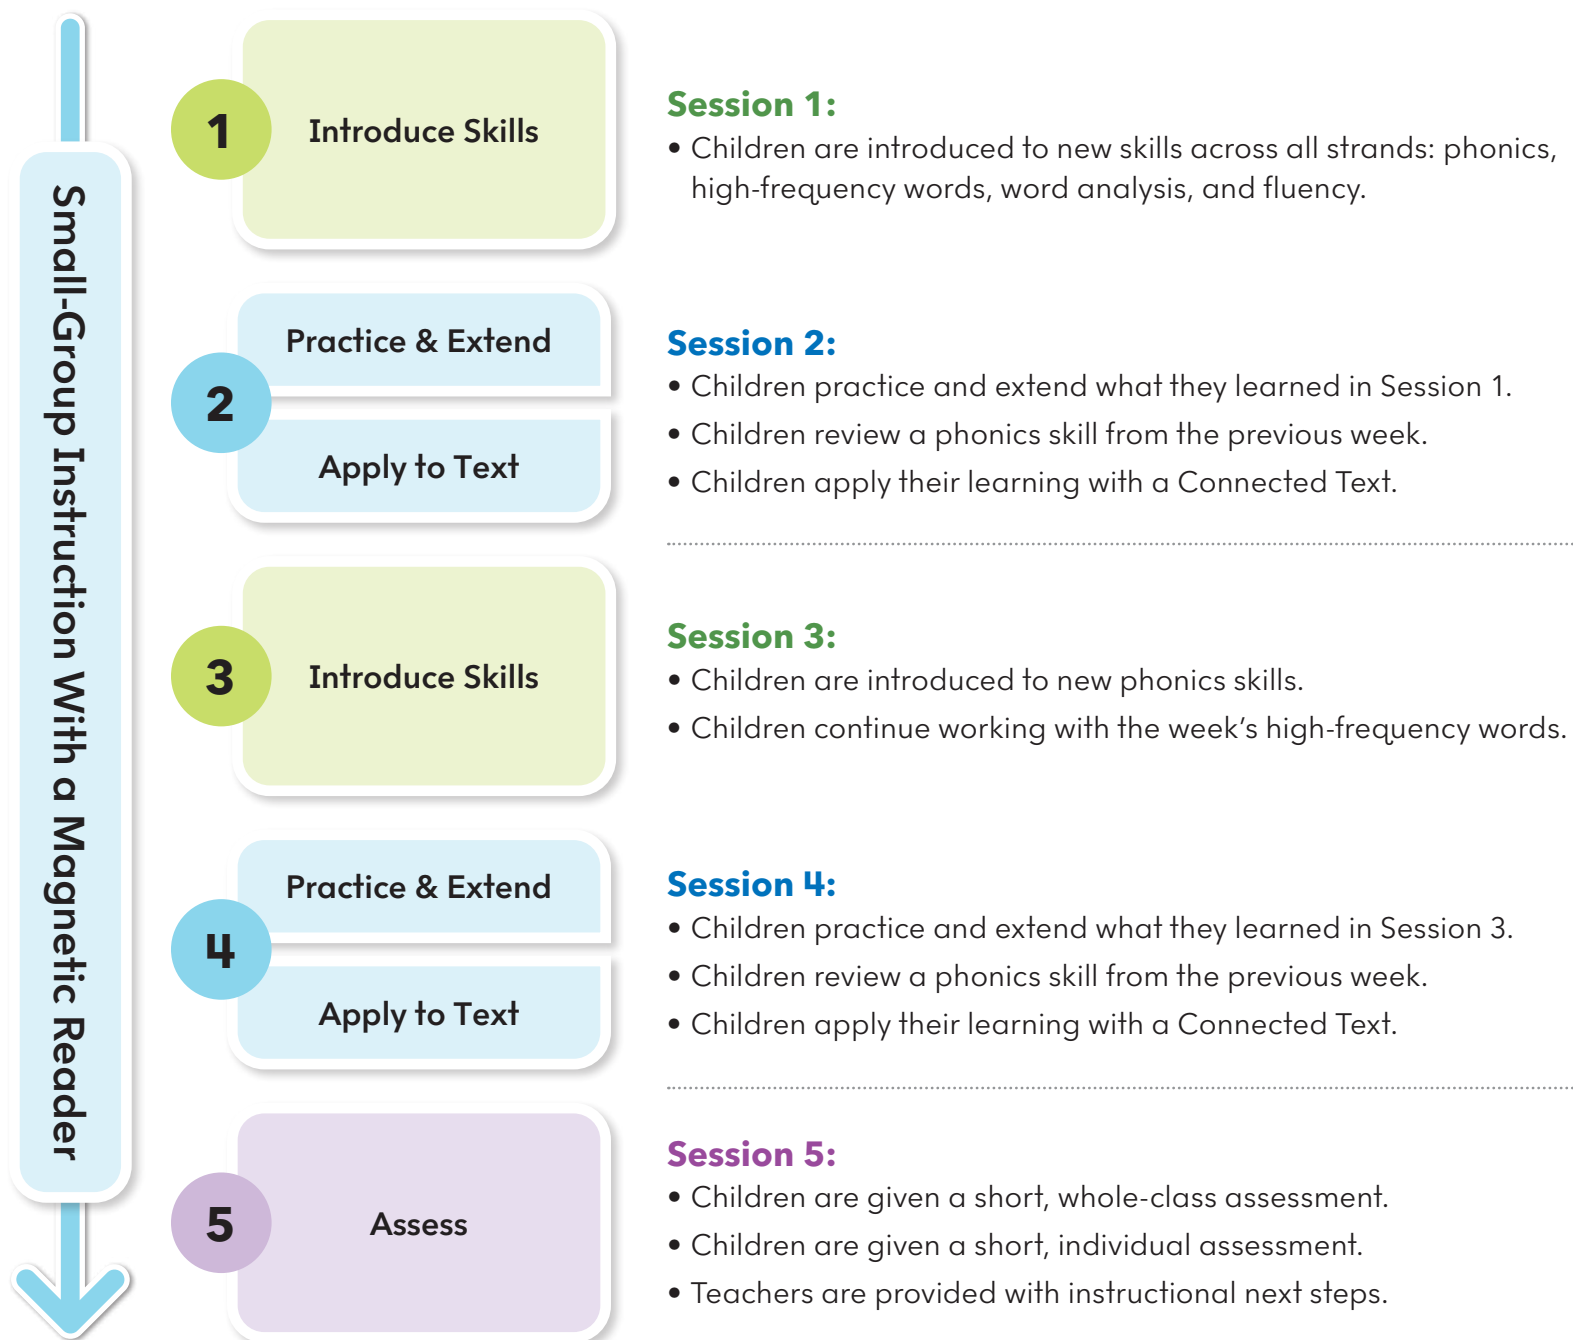 Small-Group Instruction With a Magnetic Reader
1
Introduce Skills
Session 1:
• Children are introduced to new skills across all strands: phonics,
high-frequency words, word analysis, and fluency.
2
Practice & Extend
Apply to Text
Session 2:
• Children practice and extend what they learned in Session 1.
• Children review a phonics skill from the previous week.
• Children apply their learning with a Connected Text.
3
Introduce Skills
Session 3:
• Children are introduced to new phonics skills.
• Children continue working with the week's high-frequency words.
4
Practice & Extend
Apply to Text
Session 4:
• Children practice and extend what they learned in Session 3.
• Children review a phonics skill from the previous week.
• Children apply their learning with a Connected Text.
5
Assess
Session 5:
• Children are given a short, whole-class assessment.
• Children are given a short, individual assessment.
• Teachers are provided with instructional next steps.